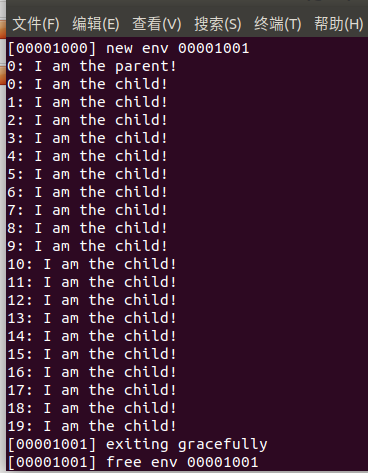 文件(F) 编辑(E) 查看(V) 搜索(S) 终端(T) 帮助(H)
[00001000] new env 00001001
0: I am the parent!
0: I am the child!
1: I am the child!
2: I am the child!
3: I am the child!
4: I am the child!
5: I am the child!
6: I am the child!
7: I am the child!
8: I am the child!
9: I am the child!
10: I am the child!
11: I am the child!
12: I am the child!
13: I am the child!
14: I am the child!
15: I am the child!
16: I am the child!
17: I am the child!
18: I am the child!
19: I am the child!
[00001001] exiting gracefully
[00001001] free env 00001001